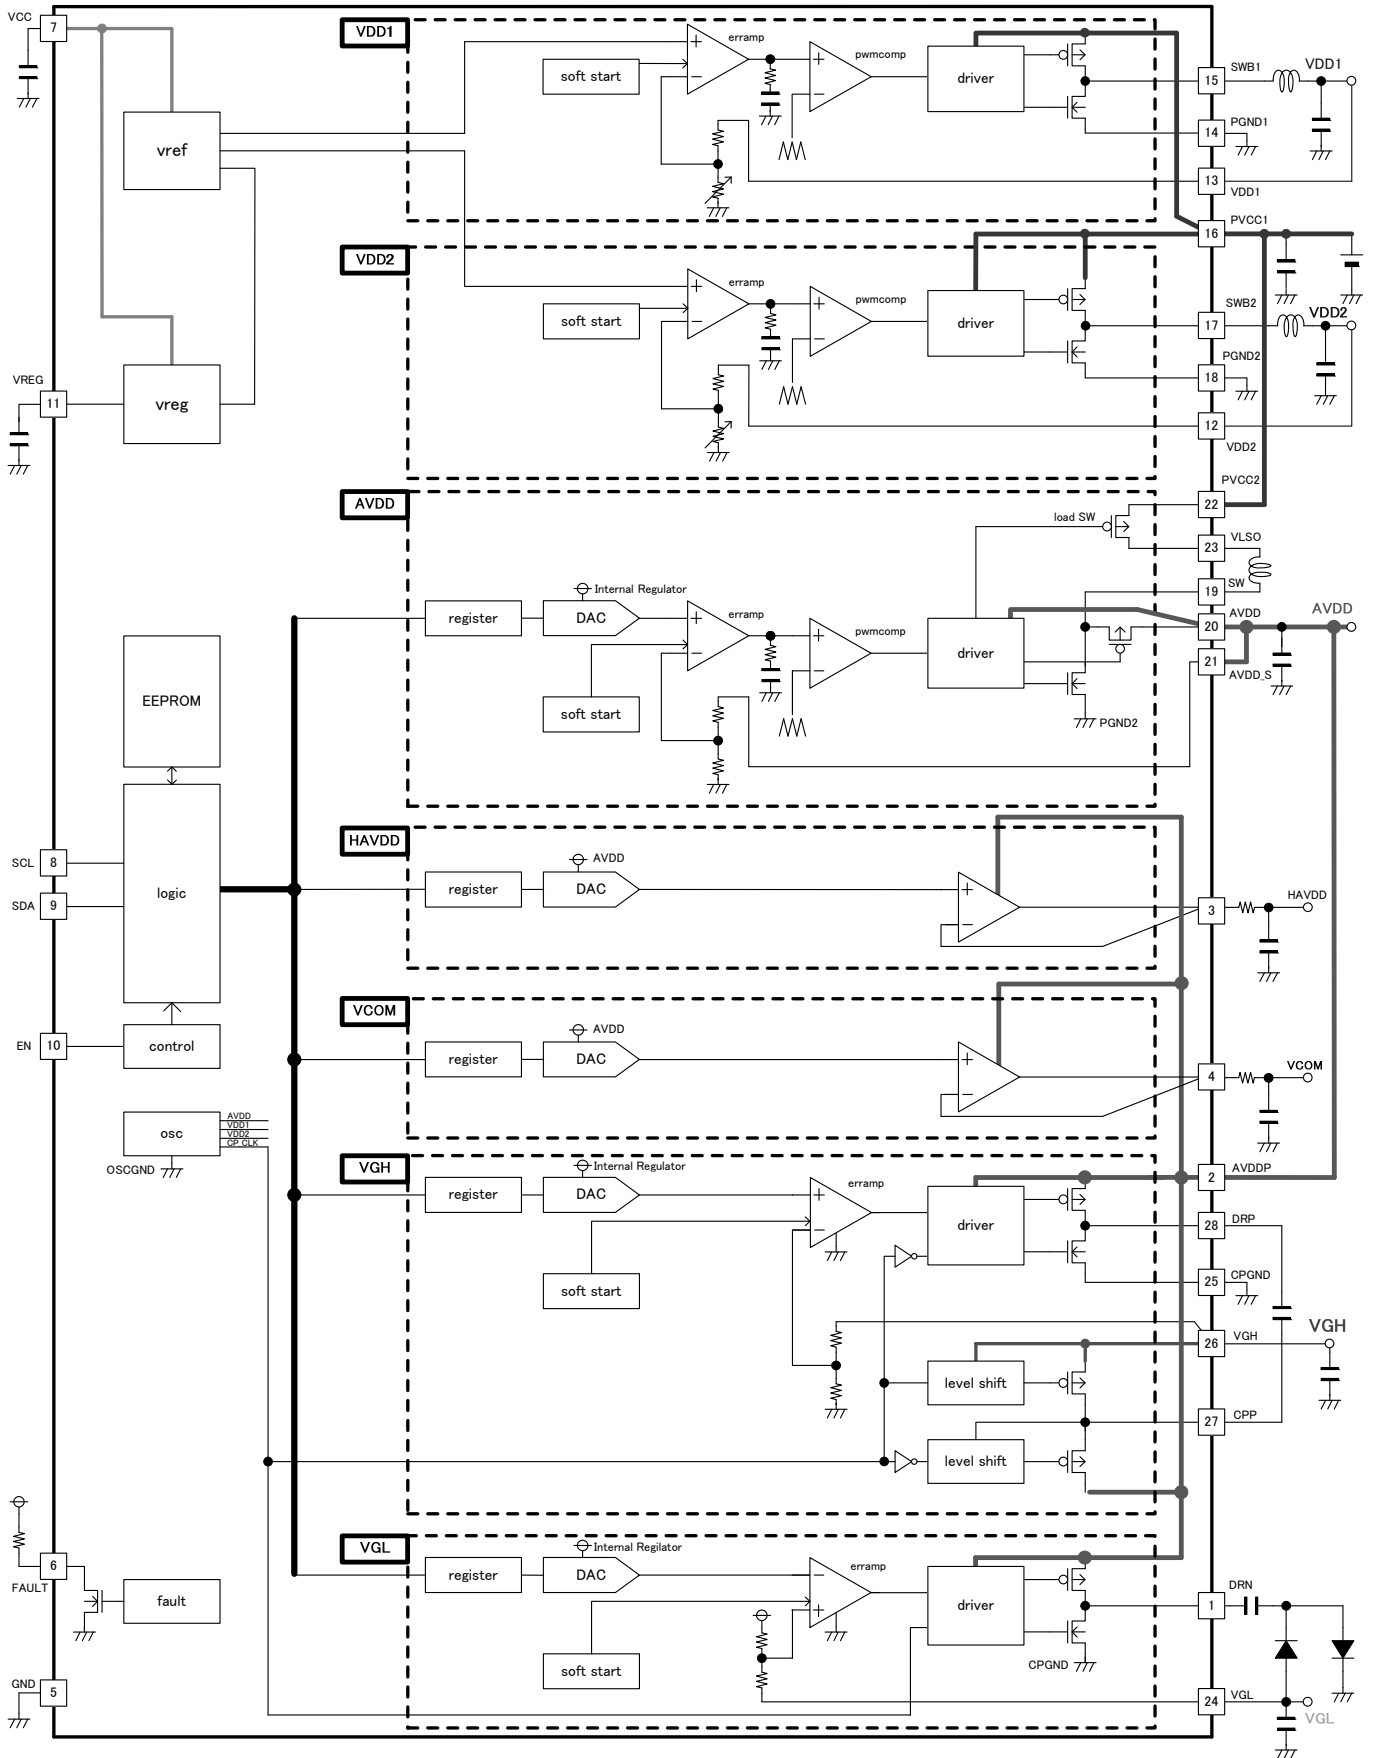 VCC
7
VDD1
erramp
pwmcomp
+
−
+
−
soft start
driver
15
SWB1
VDD1
14
PGND1
13
VDD1
vref
16
PVCC1
VDD2
erramp
pwmcomp
+
−
+
−
soft start
driver
SWB2
17
VDD2
PGND2
18
12
VDD2
VREG
11
vreg
PVCC2
22
AVDD
load SW
23
VLSO
19
SW
Internal Regulator
register
DAC
erramp
pwmcomp
+
−
+
−
driver
20
AVDD
AVDD
21
AVDD_S
soft start
PGND2
EEPROM
HAVDD
AVDD
register
DAC
+
−
3
HAVDD
SCL
8
SDA
9
logic
VCOM
AVDD
register
DAC
+
−
4
VCOM
EN
10
control
osc
AVDD
VDD1
VDD2
CP_CLK
OSCGND
VGH
Internal Regulator
register
DAC
erramp
+
−
driver
2
AVDDP
28
DRP
25
CPGND
soft start
26
VGH
VGH
level shift
27
CPP
level shift
VGL
Internal Regilator
register
DAC
erramp
−
+
driver
1
DRN
6
FAULT
fault
soft start
CPGND
GND
5
24
VGL
VGL